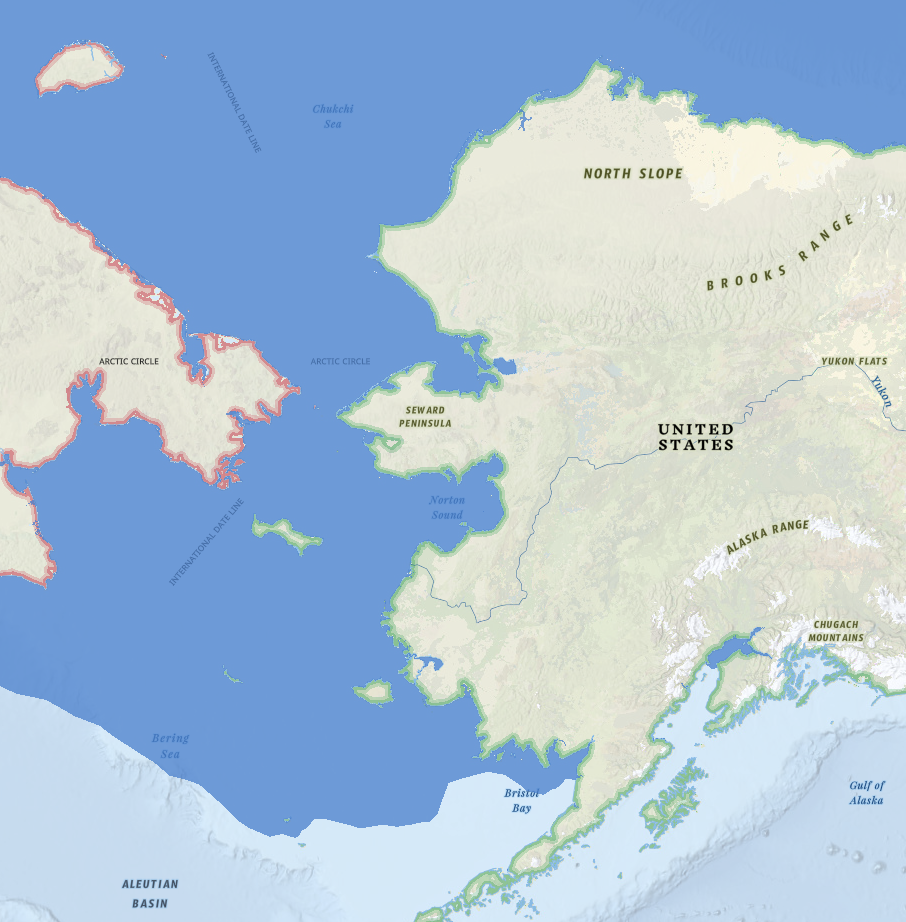 INTERNATIONAL DATE LINE
Chukchi
Sea
NORTH SLOPE
BROOKS RANGE
ARCTIC CIRCLE
ARCTIC CIRCLE
YUKON FLATS
Yukon
SEWARD
PENINSULA
UNITED
STATES
Norton
Sound
INTERNATIONAL DATE LINE
ALASKA RANGE
CHUGACH
MOUNTAINS
Bering
Sea
Bristol
Bay
Gulf of
Alaska
ALEUTIAN
BASIN